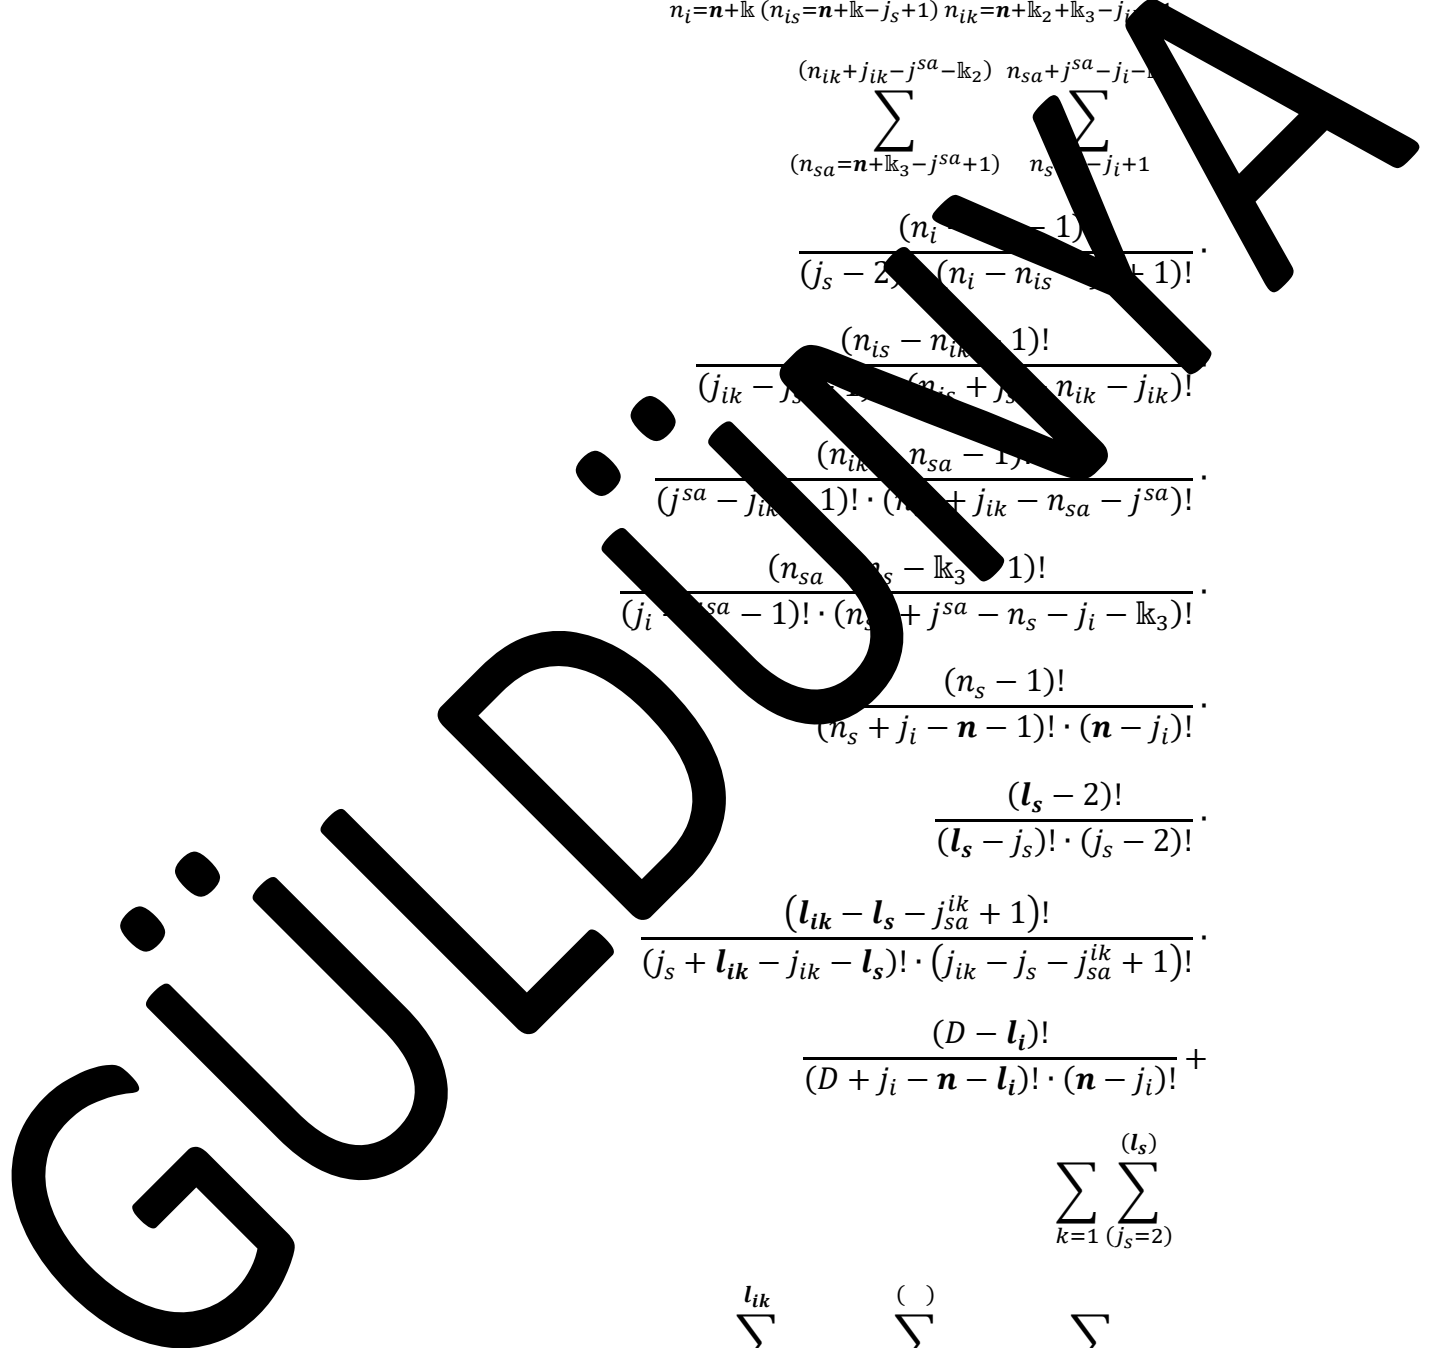 n_i=n+𝕜 (n_is=n+𝕜−j_s+1) n_ik=n+𝕜_2+𝕜_3−j_i
(n_ik+j_ik−j^sa−𝕜_2) n_sa+j^sa−j_i−
∑ ∑
(n_sa=n+𝕜_3−j^sa+1) n_s −j_i+1
(n_i − 1)
(j_s − 2 (n_i − n_is + 1)! ·
(n_is − n_ik 1)!
(j_ik − j_s (n_is + j_s n_ik − j_ik)! ·
(n_ik n_sa − 1)!
(j^sa − j_ik 1)! · ( + j_ik − n_sa − j^sa)! ·
(n_sa n_s − 𝕜_3 1)!
(j_i j^sa − 1)! · (n_s + j^sa − n_s − j_i − 𝕜_3)! ·
(n_s − 1)!
(n_s + j_i − n − 1)! · (n − j_i)! ·
(l_s − 2)!
(l_s − j_s)! · (j_s − 2)! ·
(l_ik − l_s − j_sa^ik + 1)!
(j_s + l_ik − j_ik − l_s)! · (j_ik − j_s − j_sa^ik + 1)! ·
(D − l_i)!
(D + j_i − n − l_i)! · (n − j_i)! +
(l_s)
∑ ∑
k=1 (j_s=2)
l_ik ( )
∑ ∑ ∑
GÜLDÜNYA